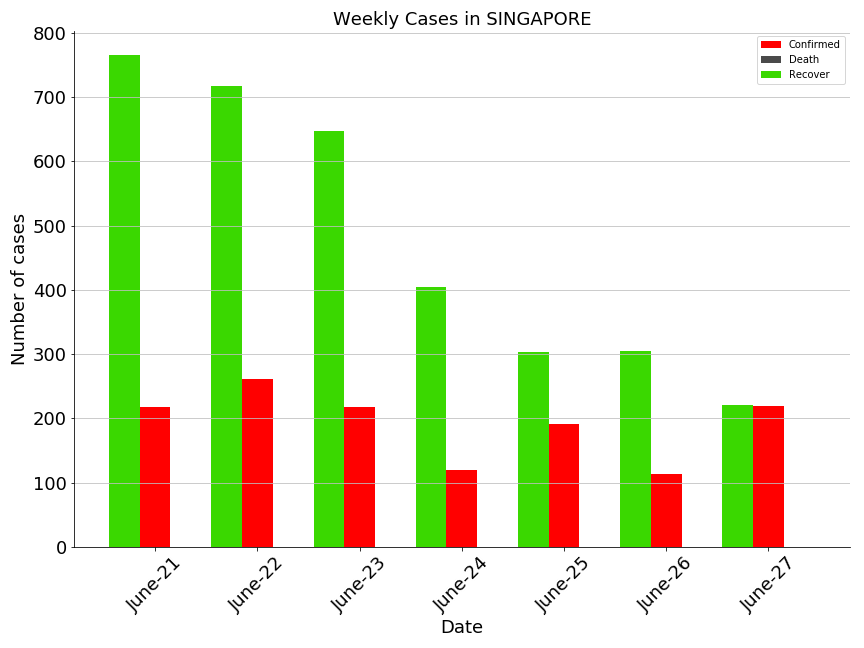 Weekly Cases in SINGAPORE
Confirmed
Death
Recover
Number of cases
800
700
600
500
400
300
200
100
0
June-21
June-22
June-23
June-24
June-25
June-26
June-27
Date